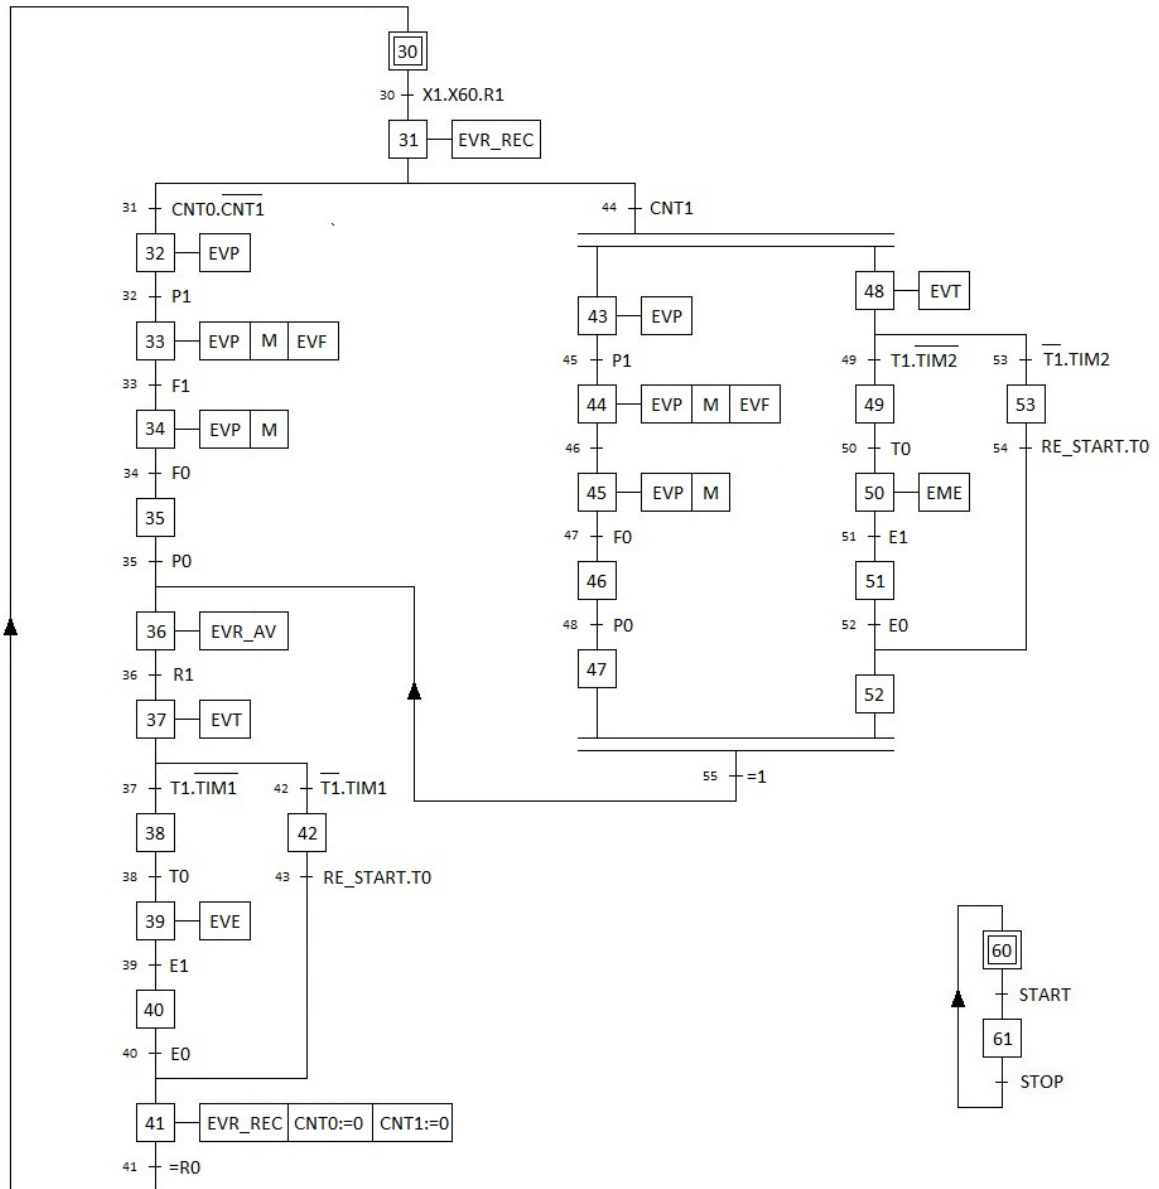 30
30 X1.X60.R1
31 EVR_REC
31 CNT0.C̅N̅T̅1̅
44 CNT1
32 EVP
32 P1
33 EVP M EVF
33 F1
34 EVP M
34 F0
35
35 P0
36 EVR_AV
36 R1
37 EVT
37 T1.T̅I̅M̅1̅
42 T̅1̅.TIM1
38
42
38 T0
43 RE_START.T0
39 EVE
39 E1
40
40 E0
41 EVR_REC CNT0:=0 CNT1:=0
41 =R0
43 EVP
45 P1
44 EVP M EVF
46
45 EVP M
47 F0
46
48 P0
47
48 EVT
49 T1.T̅I̅M̅2̅
53 T̅1̅.TIM2
49
53
50 T0
54 RE_START.T0
50 EME
51 E1
51
52 E0
52
55 =1
60
START
61
STOP